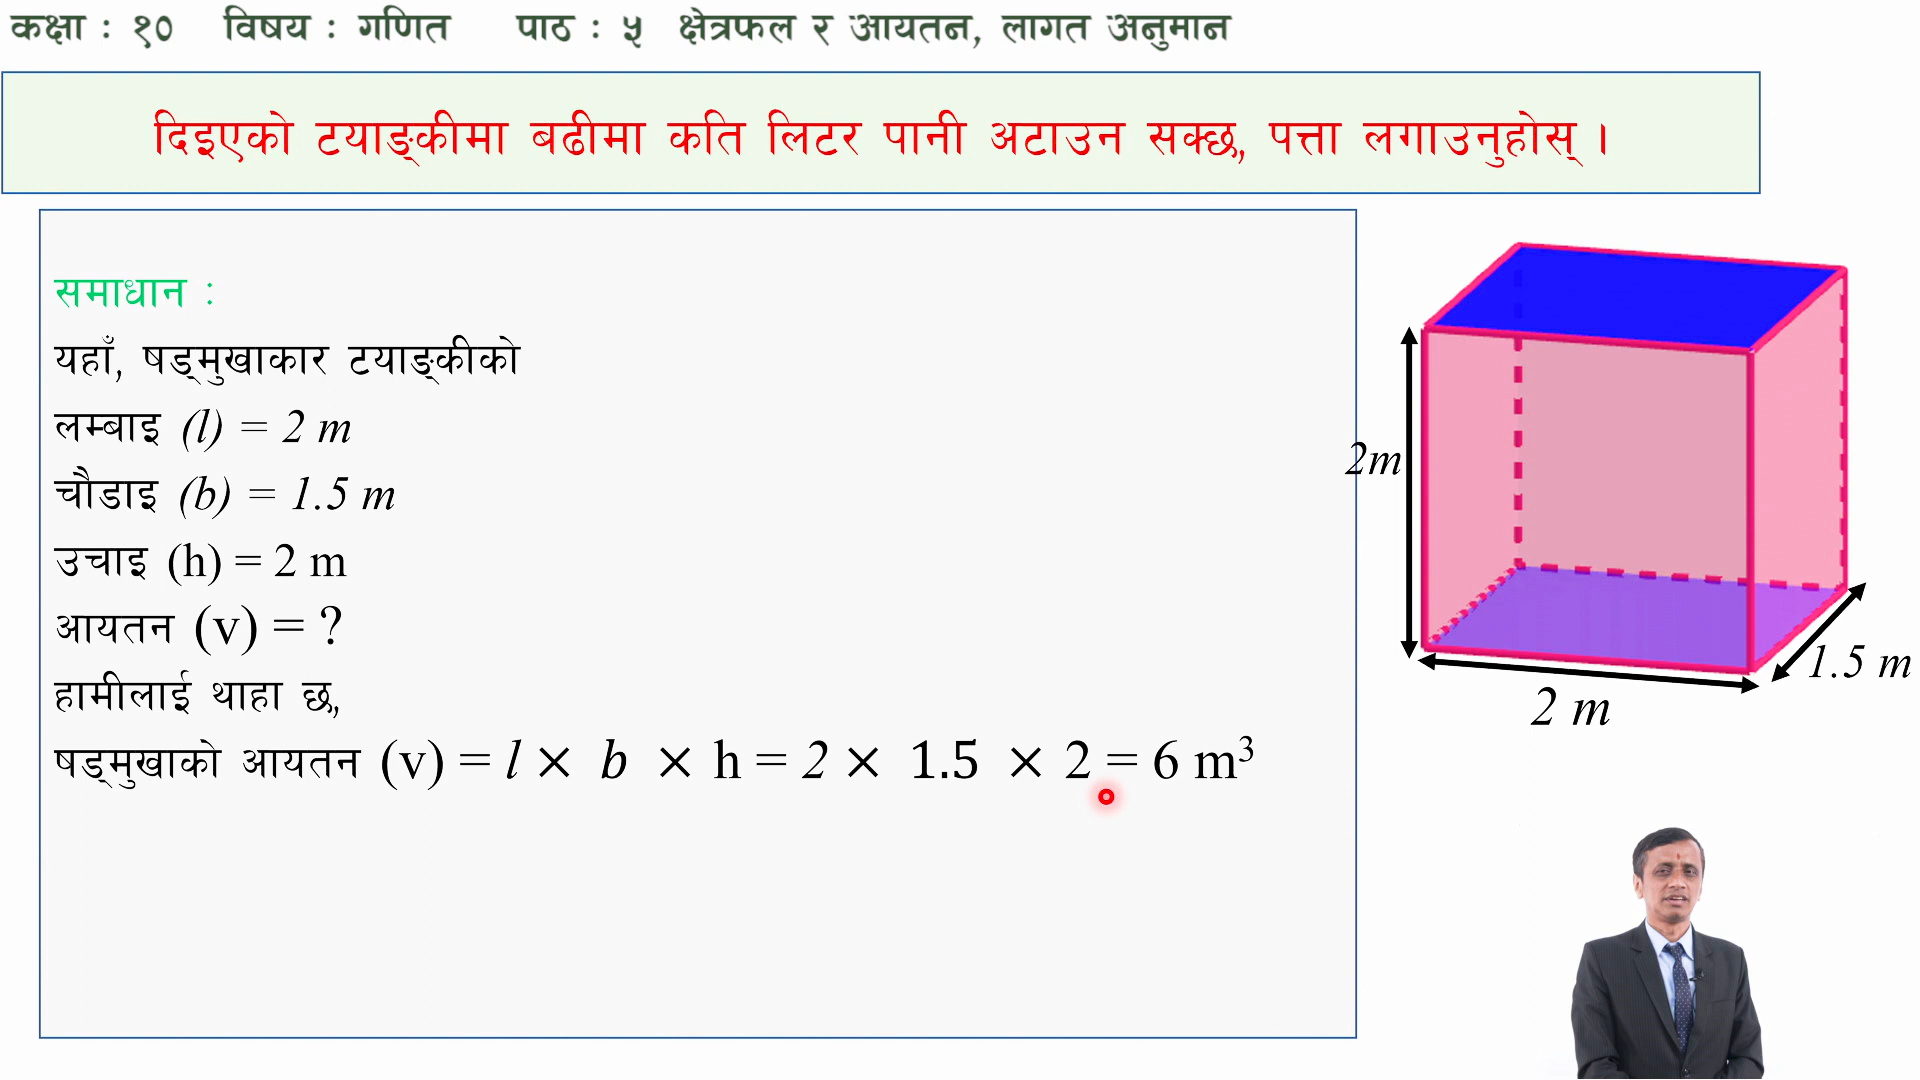 कक्षा : १० विषय : गणित पाठ : ५ क्षेत्रफल र आयतन, लागत अनुमान
दिइएको टयाङ्कीमा बढीमा कति लिटर पानी अटाउन सक्छ, पत्ता लगाउनुहोस् ।
समाधान :
यहाँ, षड्मुखाकार टयाङ्कीको
लम्बाइ (l) = 2 m
चौडाइ (b) = 1.5 m
उचाइ (h) = 2 m
आयतन (v) = ?
हामीलाई थाहा छ,
षड्मुखाको आयतन (v) = l × b × h = 2 × 1.5 × 2 = 6 m³
2m
1.5 m
2 m